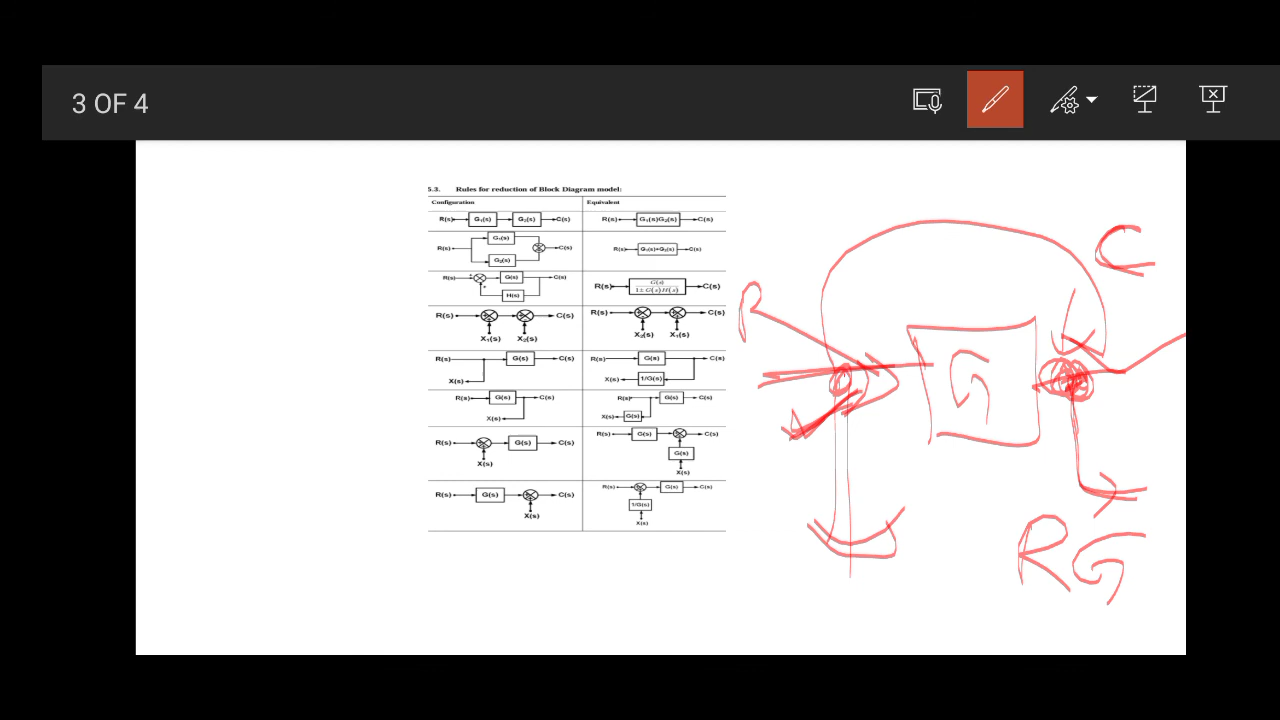 3 OF 4
5.3. Rules for reduction of Block Diagram model:
Configuration Equivalent
R(s) G₁(s) G₂(s) C(s) R(s) G₁(s)G₂(s) C(s)
G₁(s)
R(s) C(s) R(s) G₁(s)+G₂(s) C(s)
G₂(s)
R(s) + G(s) C(s)
H(s)
R(s) G(s) C(s)
1± G(s)H(s)
R(s) C(s) R(s) C(s)
X₁(s) X₂(s) X₂(s) X₁(s)
R(s) G(s) C(s) R(s) G(s) C(s)
X(s) X(s) 1/G(s)
R(s) G(s) C(s) R(s) G(s) C(s)
X(s) X(s) G(s)
R(s) G(s) C(s) R(s) G(s) C(s)
X(s) G(s)
X(s)
R(s) G(s) C(s) R(s) G(s) C(s)
X(s) 1/G(s)
X(s)
C
R
G
RG